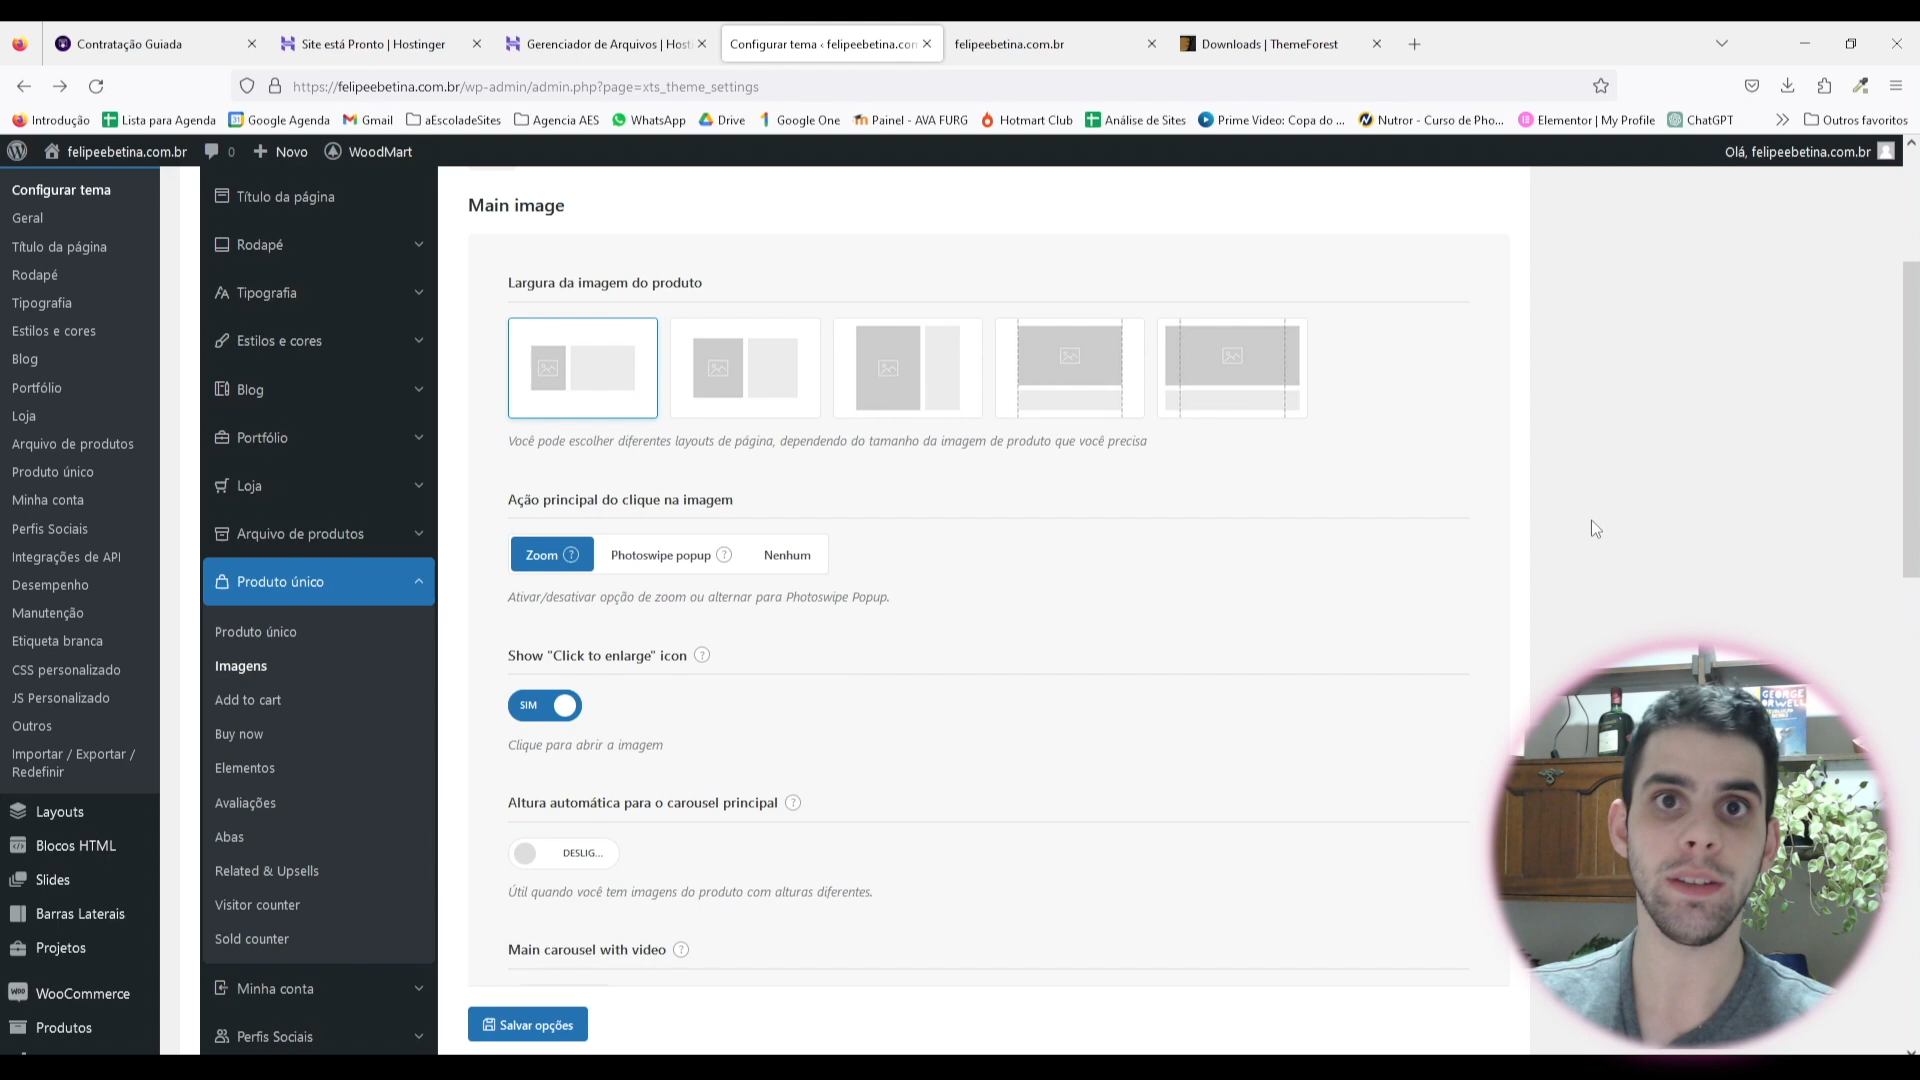 Contratação Guiada
Site está Pronto | Hostinger
Gerenciador de Arquivos | Host
Configurar tema ‹ felipeebetina.con
felipeebetina.com.br
Downloads | ThemeForest
https://felipeebetina.com.br/wp-admin/admin.php?page=xts_theme_settings
Introdução
Lista para Agenda
Google Agenda
Gmail
aEscoladeSites
Agencia AES
WhatsApp
Drive
Google One
Painel - AVA FURG
Hotmart Club
Análise de Sites
Prime Video: Copa do ...
Nutror - Curso de Pho...
Elementor | My Profile
ChatGPT
Outros favoritos
felipeebetina.com.br
0
Novo
WoodMart
Olá, felipeebetina.com.br
Configurar tema
Geral
Título da página
Rodapé
Tipografia
Estilos e cores
Blog
Portfólio
Loja
Arquivo de produtos
Produto único
Minha conta
Perfis Sociais
Integrações de API
Desempenho
Manutenção
Etiqueta branca
CSS personalizado
JS Personalizado
Outros
Importar / Exportar /
Redefinir
Layouts
Blocos HTML
Slides
Barras Laterais
Projetos
WooCommerce
Produtos
Título da página
Rodapé
Tipografia
Estilos e cores
Blog
Portfólio
Loja
Arquivo de produtos
Produto único
Produto único
Imagens
Add to cart
Buy now
Elementos
Avaliações
Abas
Related & Upsells
Visitor counter
Sold counter
Minha conta
Perfis Sociais
Main image
Largura da imagem do produto
Você pode escolher diferentes layouts de página, dependendo do tamanho da imagem de produto que você precisa
Ação principal do clique na imagem
Zoom
Photoswipe popup
Nenhum
Ativar/desativar opção de zoom ou alternar para Photoswipe Popup.
Show "Click to enlarge" icon
SIM
Clique para abrir a imagem
Altura automática para o carousel principal
DESLIG...
Útil quando você tem imagens do produto com alturas diferentes.
Main carousel with video
Salvar opções
GEORGE